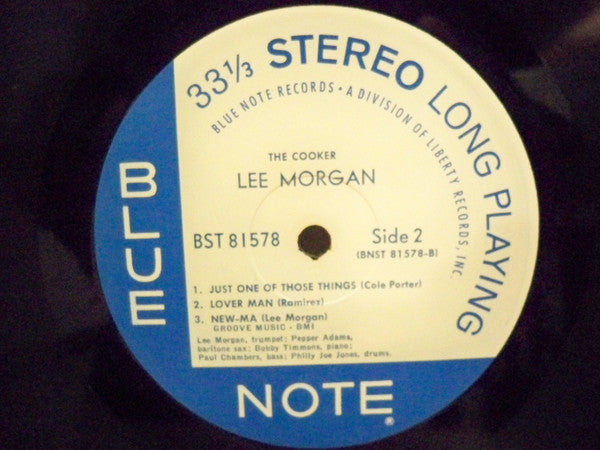 33⅓ STEREO LONG PLAYING
BLUE NOTE RECORDS • A DIVISION OF LIBERTY RECORDS, INC.
THE COOKER
LEE MORGAN
BST 81578
Side 2
(BNST 81578-B)
1. JUST ONE OF THOSE THINGS (Cole Porter)
2. LOVER MAN (Ramirez)
3. NEW-MA (Lee Morgan)
GROOVE MUSIC - BMI
Lee Morgan, trumpet; Pepper Adams,
baritone sax; Bobby Timmons, piano;
Paul Chambers, bass; Philly Joe Jones, drums.
BLUE
NOTE®